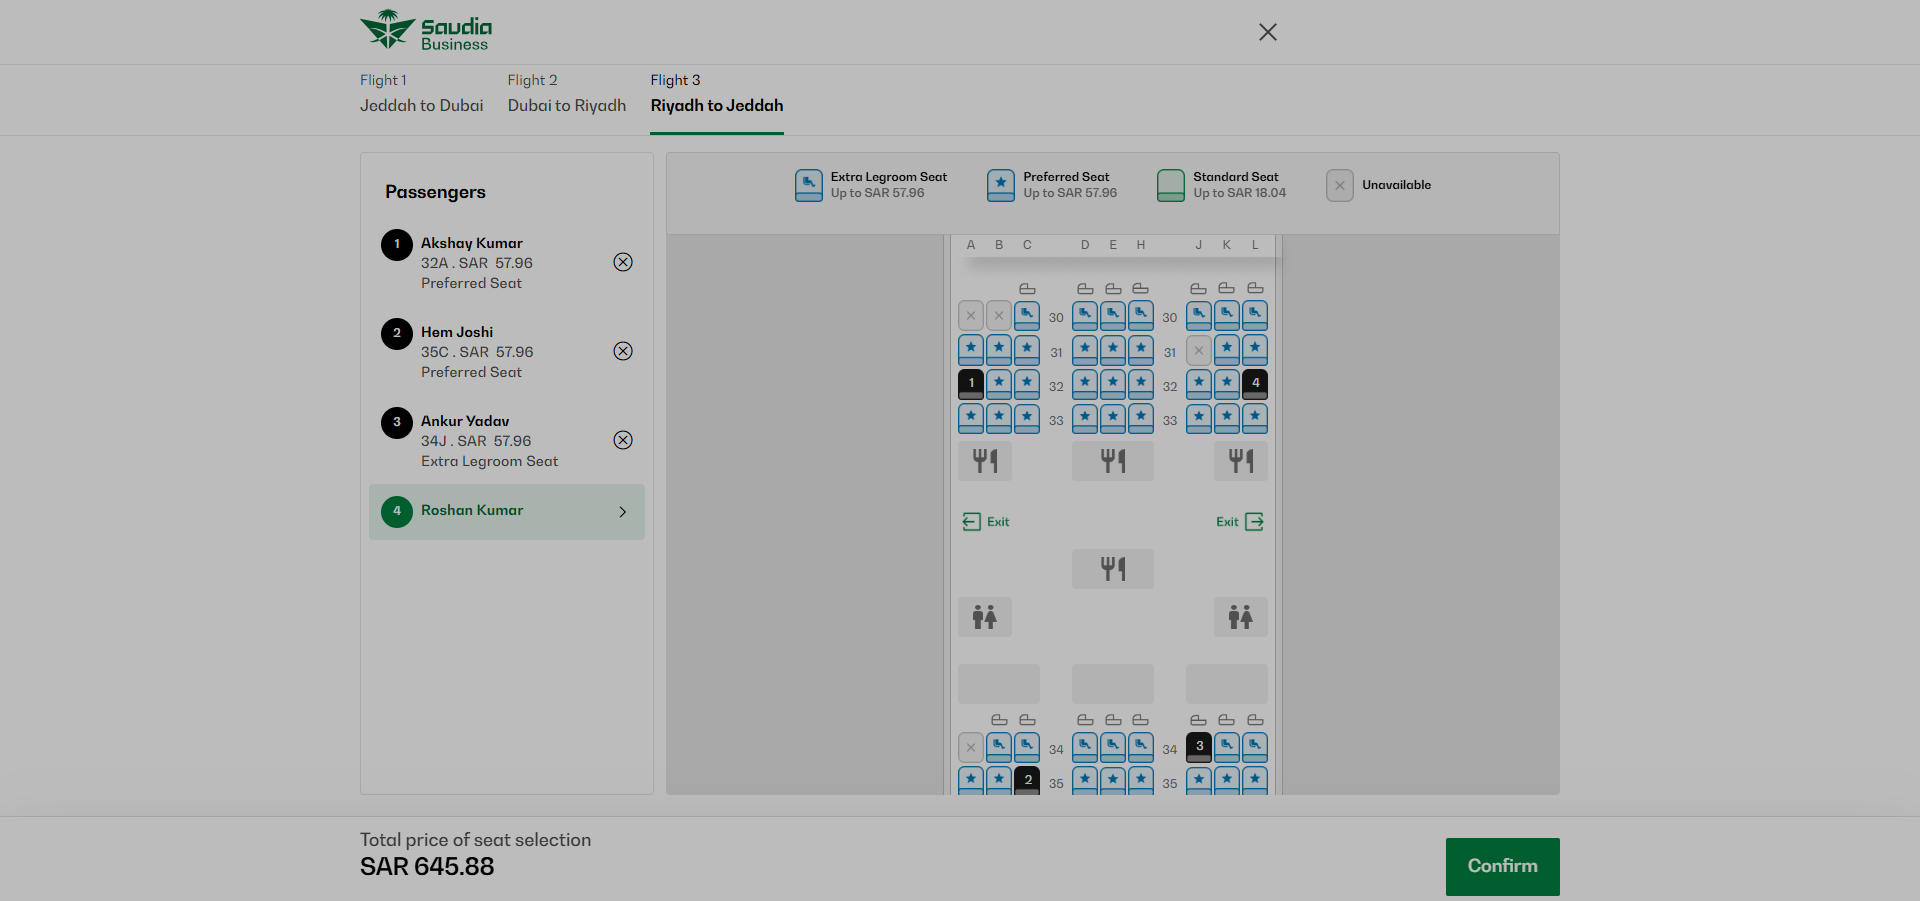 Saudia
Business
Flight 1
Jeddah to Dubai
Flight 2
Dubai to Riyadh
Flight 3
Riyadh to Jeddah
Passengers
1
Akshay Kumar
32A . SAR 57.96
Preferred Seat
2
Hem Joshi
35C . SAR 57.96
Preferred Seat
3
Ankur Yadav
34J . SAR 57.96
Extra Legroom Seat
4
Roshan Kumar
Extra Legroom Seat
Up to SAR 57.96
Preferred Seat
Up to SAR 57.96
Standard Seat
Up to SAR 18.04
Unavailable
A B C D E H J K L
30 30
31 31
1 32 32 4
33 33
Exit Exit
34 34 3
2 35 35
Total price of seat selection
SAR 645.88
Confirm